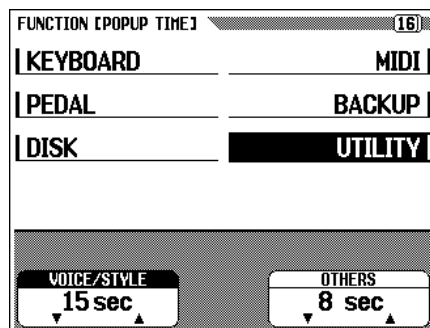 FUNCTION [POPUP TIME] 16
KEYBOARD MIDI
PEDAL BACKUP
DISK UTILITY
VOICE/STYLE OTHERS
15 sec 8 sec